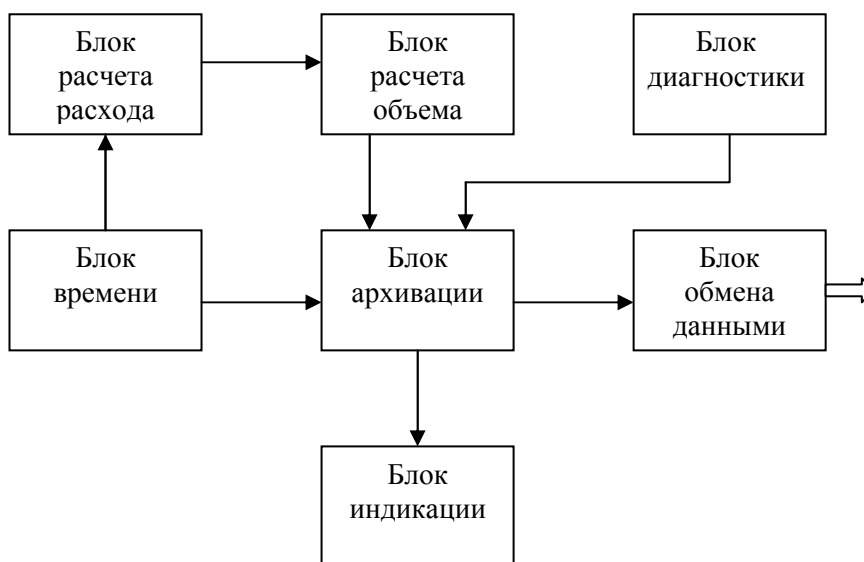 Блок
расчета
расхода
Блок
расчета
объема
Блок
диагностики
Блок
времени
Блок
архивации
Блок
обмена
данными
Блок
индикации